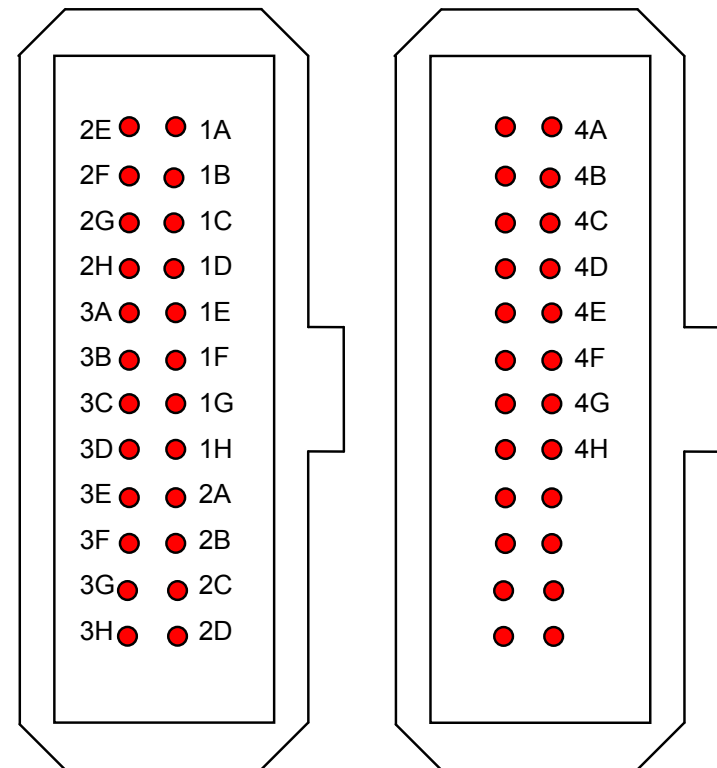 2E 1A 4A
2F 1B 4B
2G 1C 4C
2H 1D 4D
3A 1E 4E
3B 1F 4F
3C 1G 4G
3D 1H 4H
3E 2A
3F 2B
3G 2C
3H 2D